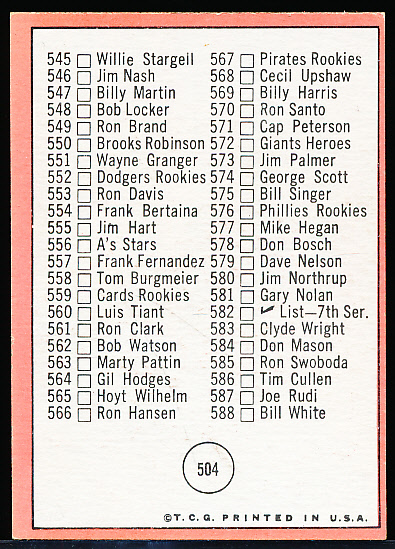 545 Willie Stargell
546 Jim Nash
547 Billy Martin
548 Bob Locker
549 Ron Brand
550 Brooks Robinson
551 Wayne Granger
552 Dodgers Rookies
553 Ron Davis
554 Frank Bertaina
555 Jim Hart
556 A's Stars
557 Frank Fernandez
558 Tom Burgmeier
559 Cards Rookies
560 Luis Tiant
561 Ron Clark
562 Bob Watson
563 Marty Pattin
564 Gil Hodges
565 Hoyt Wilhelm
566 Ron Hansen
567 Pirates Rookies
568 Cecil Upshaw
569 Billy Harris
570 Ron Santo
571 Cap Peterson
572 Giants Heroes
573 Jim Palmer
574 George Scott
575 Bill Singer
576 Phillies Rookies
577 Mike Hegan
578 Don Bosch
579 Dave Nelson
580 Jim Northrup
581 Gary Nolan
582 ✓ List—7th Ser.
583 Clyde Wright
584 Don Mason
585 Ron Swoboda
586 Tim Cullen
587 Joe Rudi
588 Bill White
504
©T.C.G. PRINTED IN U.S.A.